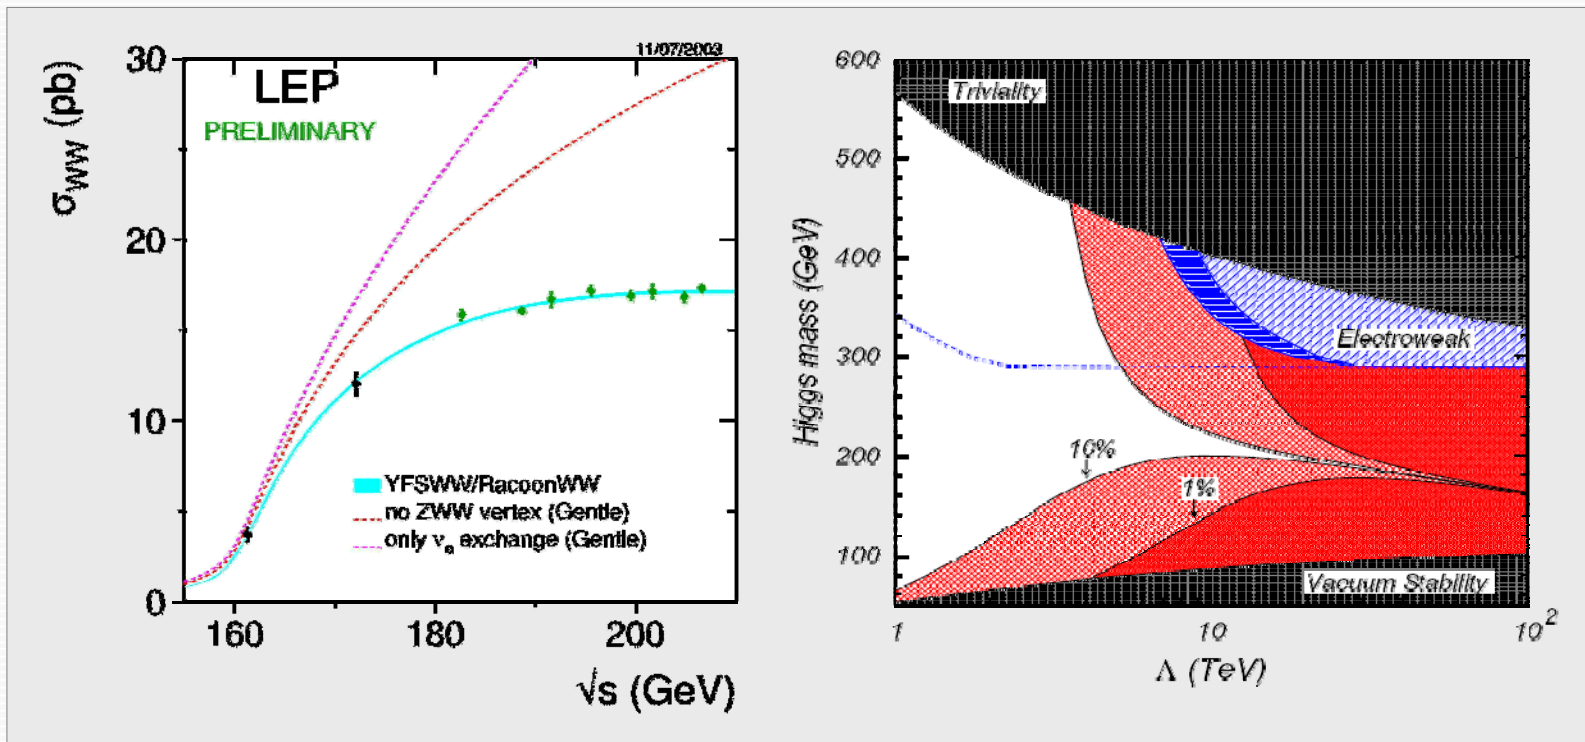 11/07/2003
30
20
10
0
σWW (pb)
LEP
PRELIMINARY
YFSWW/RacoonWW
no ZWW vertex (Gentle)
only νe exchange (Gentle)
160
180
200
√s (GeV)
600
500
400
300
200
100
Higgs mass (GeV)
Triviality
Electroweak
10%
1%
Vacuum Stability
1
10
10²
Λ (TeV)